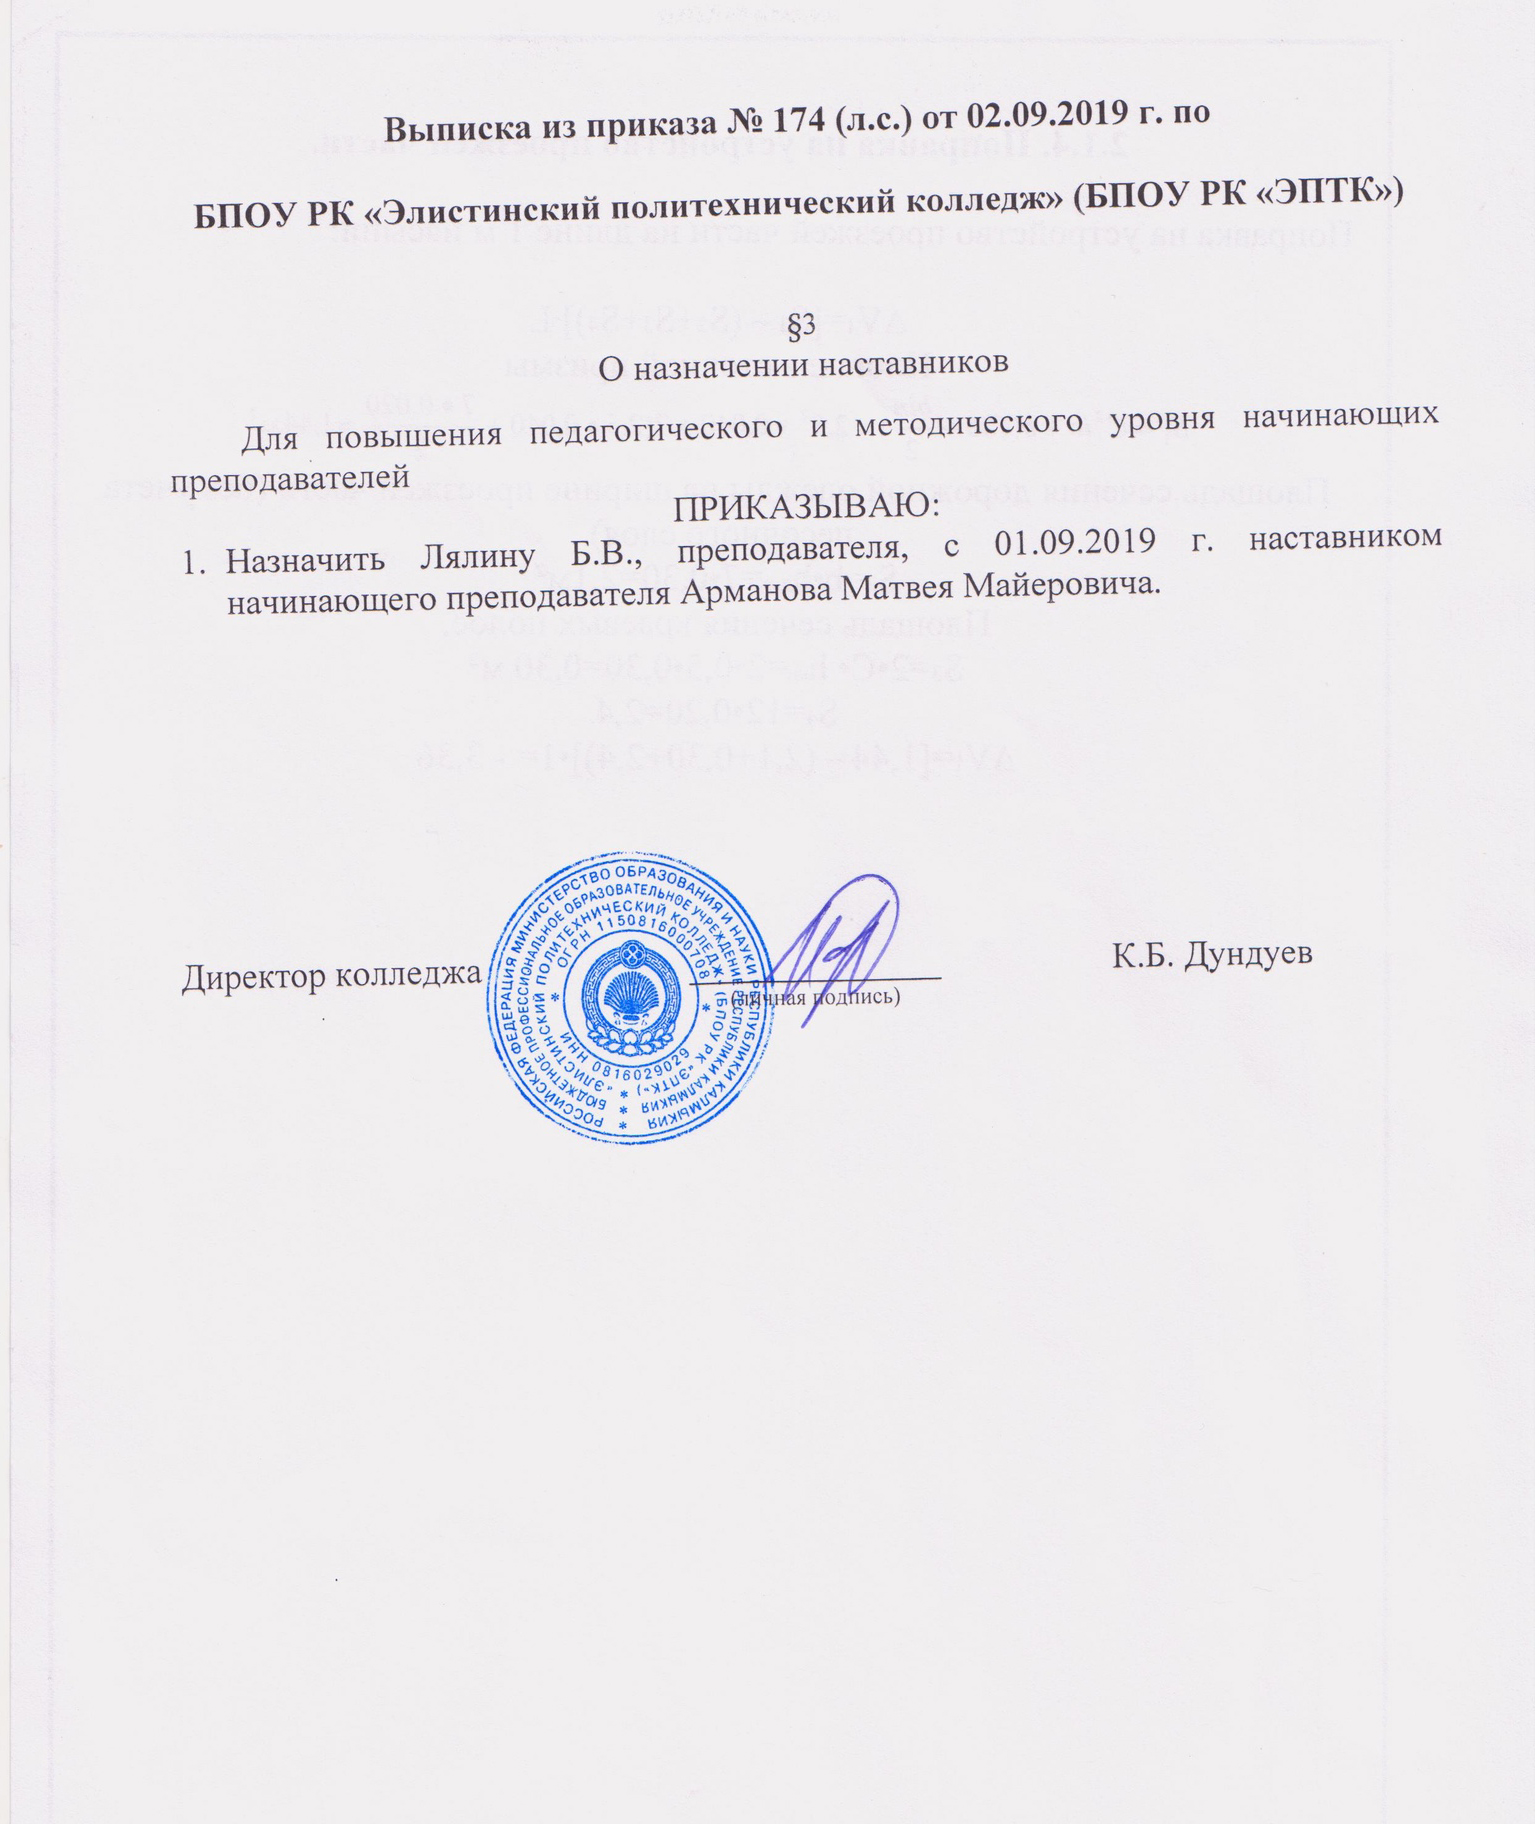 Выписка из приказа № 174 (л.с.) от 02.09.2019 г. по
БПОУ РК «Элистинский политехнический колледж» (БПОУ РК «ЭПТК»)
§3
О назначении наставников
Для повышения педагогического и методического уровня начинающих
преподавателей
ПРИКАЗЫВАЮ:
1. Назначить Лялину Б.В., преподавателя, с 01.09.2019 г. наставником
начинающего преподавателя Арманова Матвея Майеровича.
Директор колледжа
(личная подпись)
К.Б. Дундуев
РОССИЙСКАЯ ФЕДЕРАЦИЯ МИНИСТЕРСТВО ОБРАЗОВАНИЯ И НАУКИ РЕСПУБЛИКИ КАЛМЫКИЯ *
БЮДЖЕТНОЕ ПРОФЕССИОНАЛЬНОЕ ОБРАЗОВАТЕЛЬНОЕ УЧРЕЖДЕНИЕ РЕСПУБЛИКИ КАЛМЫКИЯ *
«ЭЛИСТИНСКИЙ ПОЛИТЕХНИЧЕСКИЙ КОЛЛЕДЖ» (БПОУ РК «ЭПТК») *
* ОГРН 1150816000708 *
ИНН 0816029029